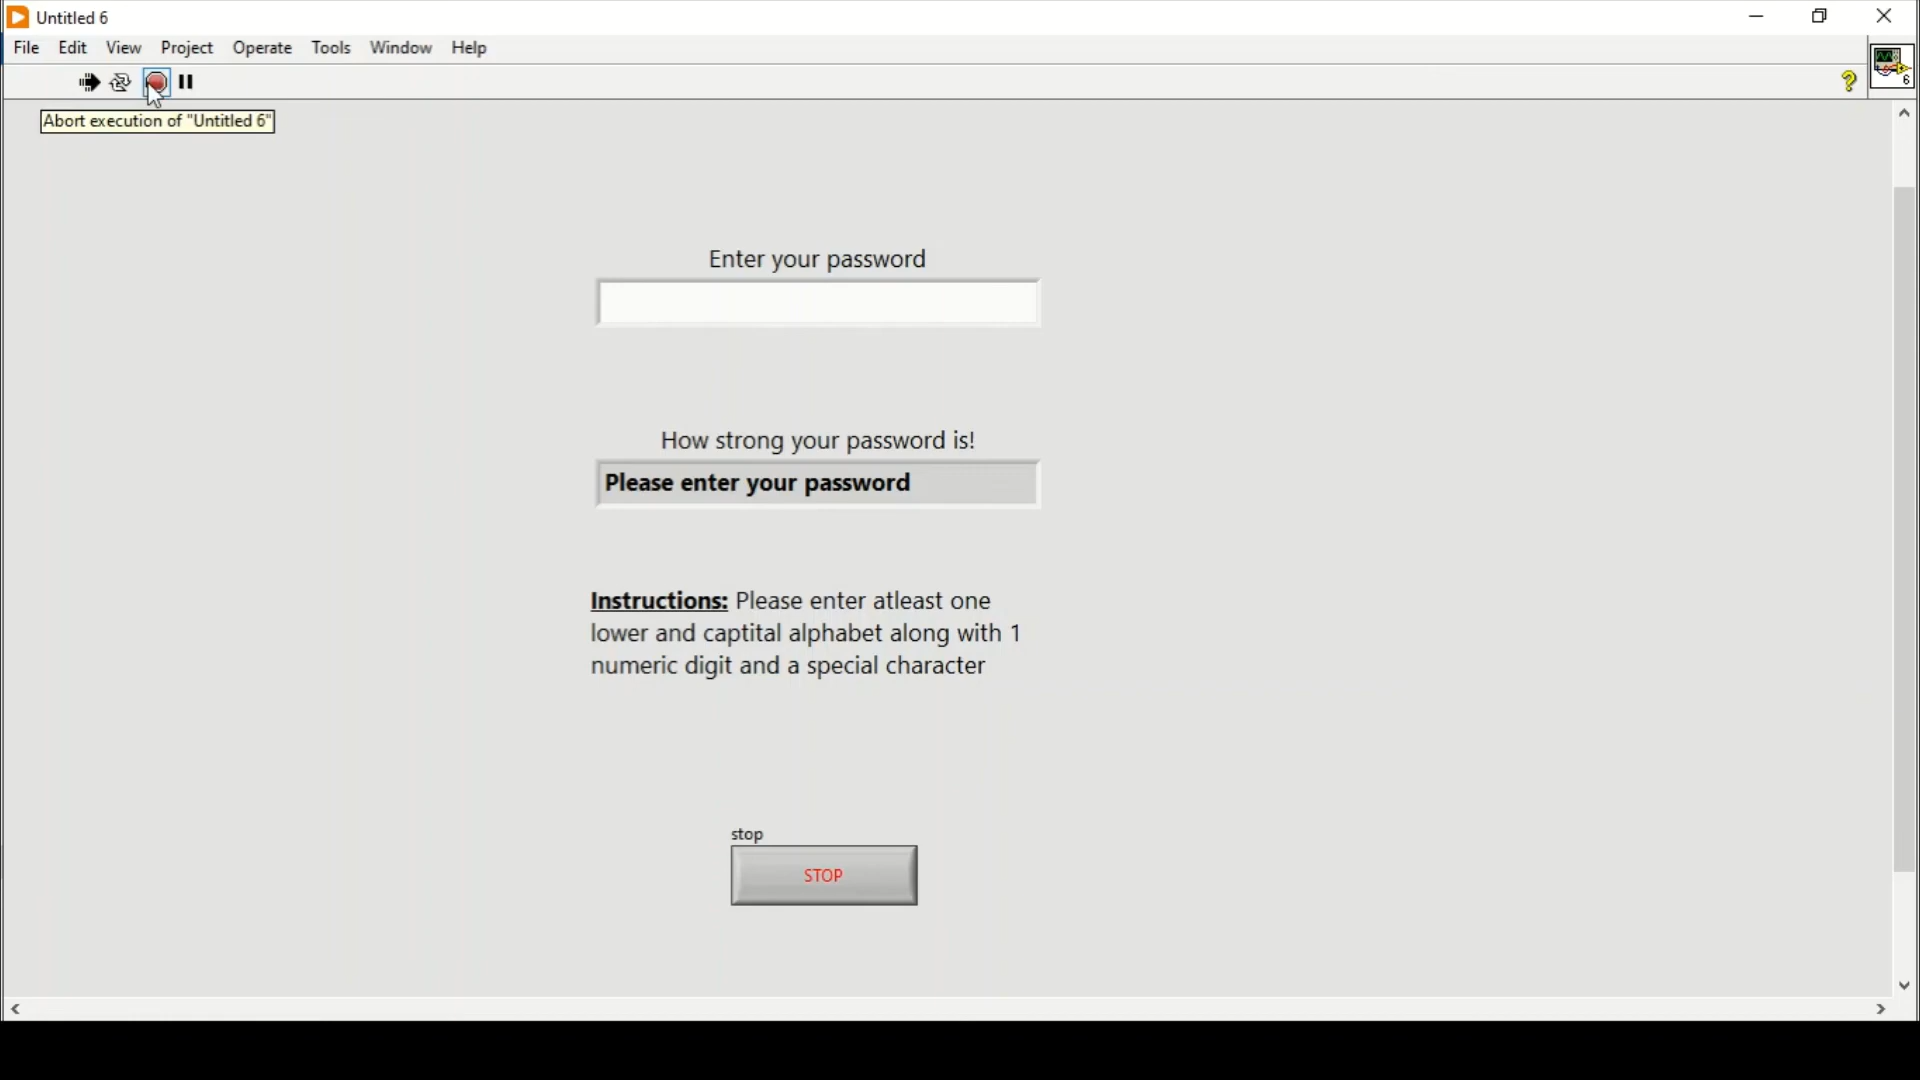 Untitled 6
File Edit View Project Operate Tools Window Help
?
6
Abort execution of "Untitled 6"
Enter your password
How strong your password is!
Please enter your password
Instructions: Please enter atleast one
lower and captital alphabet along with 1
numeric digit and a special character
stop
STOP